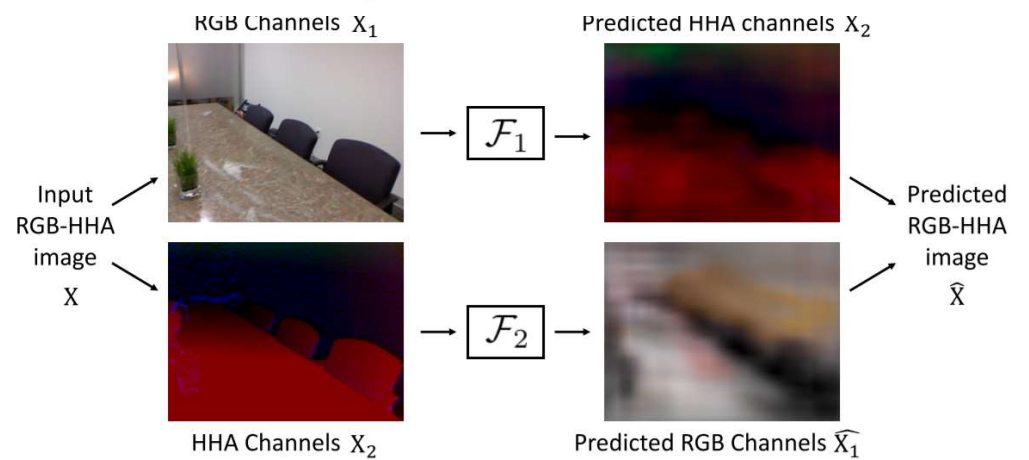 RGB Channels X₁
Predicted HHA channels X₂
Input
RGB-HHA
image
X
ℱ₁
Predicted
RGB-HHA
image
X̂
ℱ₂
HHA Channels X₂
Predicted RGB Channels X̂₁